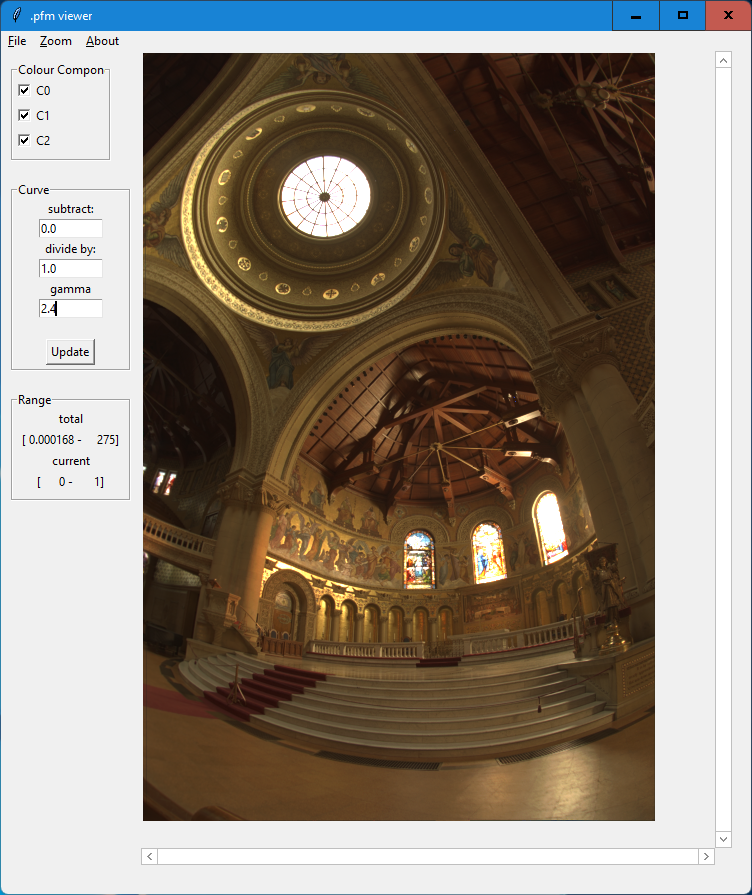 .pfm viewer
File Zoom About
Colour Compon
C0
C1
C2
Curve
subtract:
0.0
divide by:
1.0
gamma
2.4
Update
Range
total
[ 0.000168 - 275]
current
[ 0 - 1]